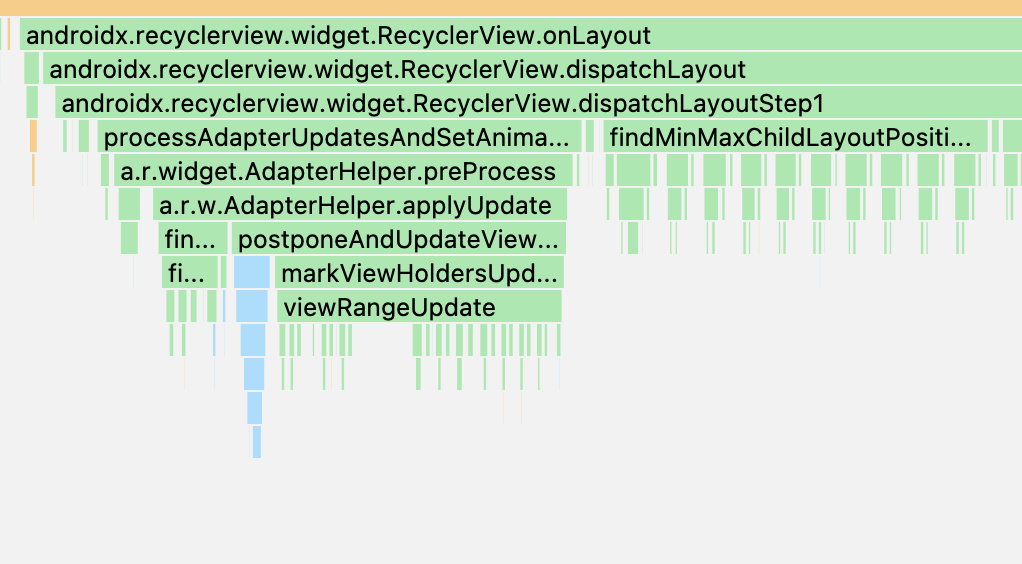 androidx.recyclerview.widget.RecyclerView.onLayout
androidx.recyclerview.widget.RecyclerView.dispatchLayout
androidx.recyclerview.widget.RecyclerView.dispatchLayoutStep1
processAdapterUpdatesAndSetAnima... findMinMaxChildLayoutPositi...
a.r.widget.AdapterHelper.preProcess
a.r.w.AdapterHelper.applyUpdate
fin... postponeAndUpdateView...
fi... markViewHoldersUpd...
viewRangeUpdate